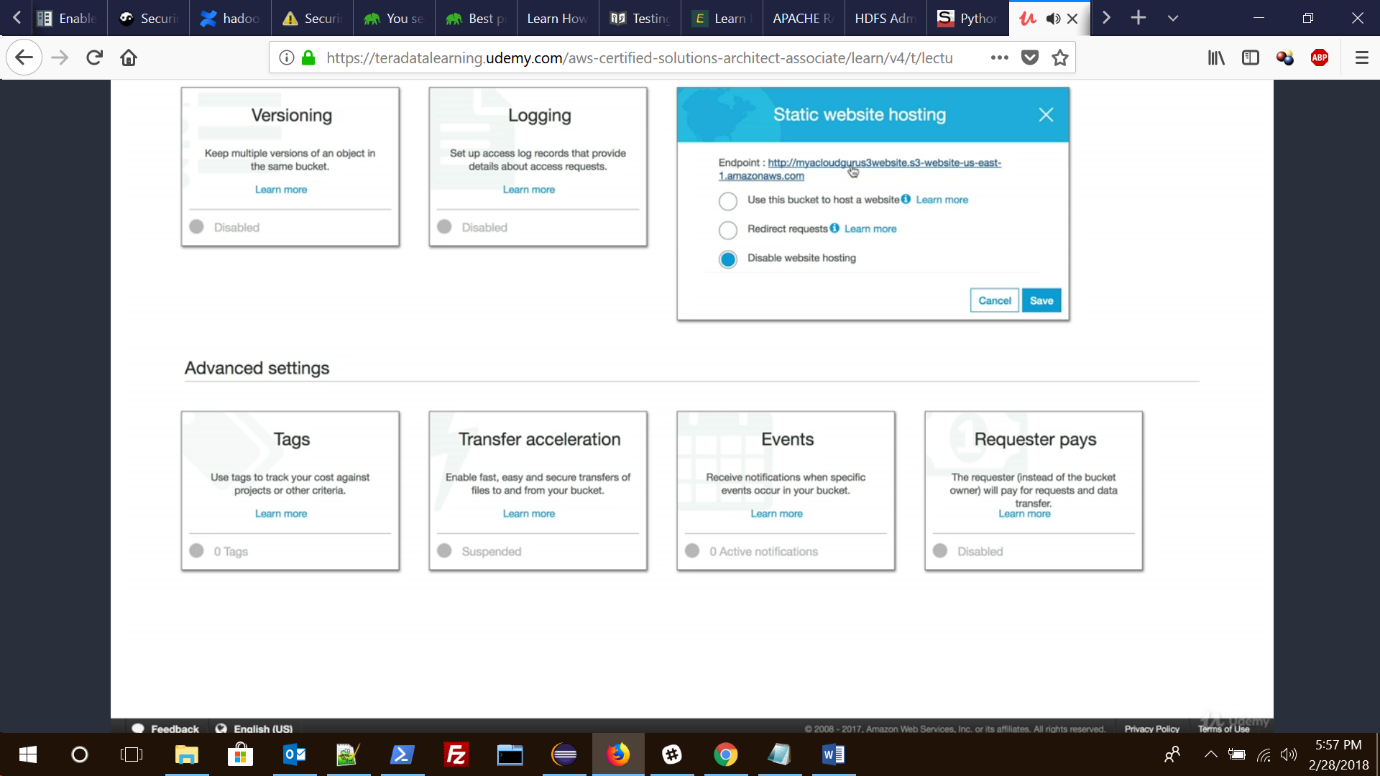 Enable
Securi
hadoo
Securi
You se
Best p
Learn How
Testing
E Learn
APACHE RA
HDFS Adm
S Python
https://teradatalearning.udemy.com/aws-certified-solutions-architect-associate/learn/v4/t/lectu
ABP
Versioning
Keep multiple versions of an object in
the same bucket.
Learn more
Disabled
Logging
Set up access log records that provide
details about access requests.
Learn more
Disabled
Static website hosting
Endpoint : http://myacloudgurus3website.s3-website-us-east-
1.amazonaws.com
Use this bucket to host a website Learn more
Redirect requests Learn more
Disable website hosting
Cancel Save
Advanced settings
Tags
Use tags to track your cost against
projects or other criteria.
Learn more
0 Tags
Transfer acceleration
Enable fast, easy and secure transfers of
files to and from your bucket.
Learn more
Suspended
Events
Receive notifications when specific
events occur in your bucket.
Learn more
0 Active notifications
Requester pays
The requester (instead of the bucket
owner) will pay for requests and data
transfer.
Learn more
Disabled
Feedback English (US) © 2008 - 2017, Amazon Web Services, Inc. or its affiliates. All rights reserved. Privacy Policy Terms of Use
Udemy
5:57 PM
2/28/2018